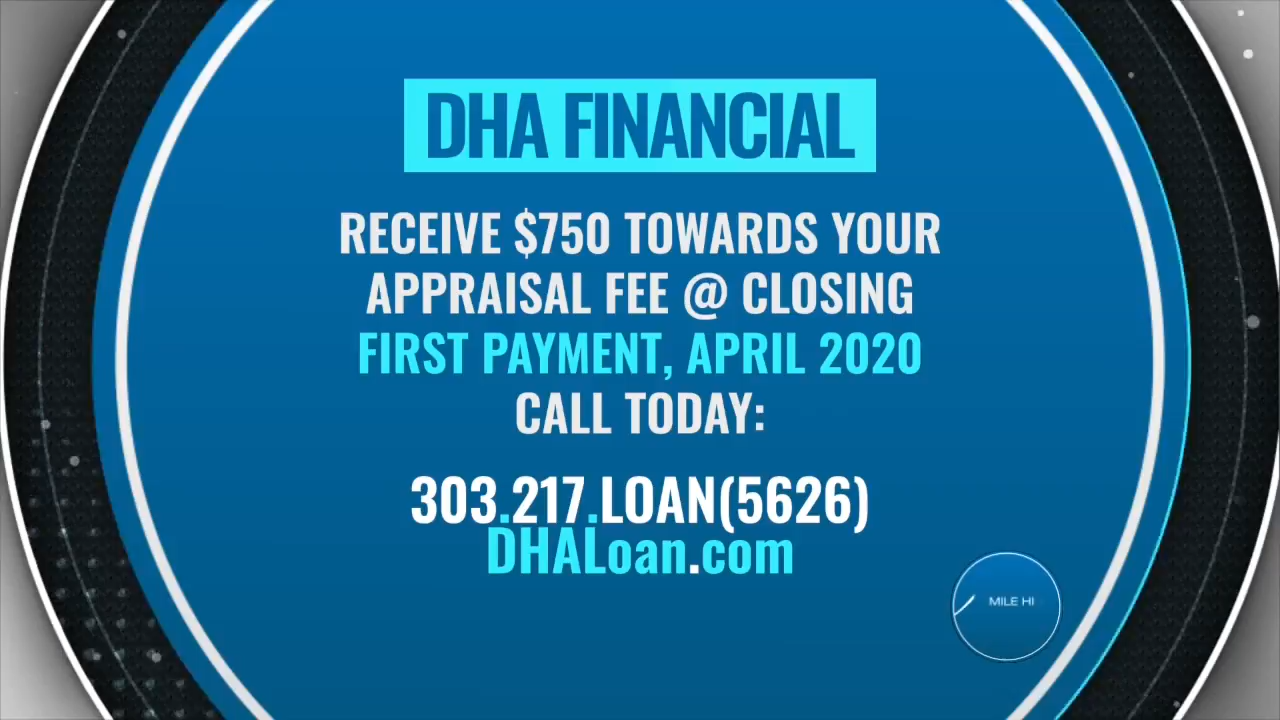 DHA FINANCIAL
RECEIVE $750 TOWARDS YOUR
APPRAISAL FEE @ CLOSING
FIRST PAYMENT, APRIL 2020
CALL TODAY:
303.217.LOAN(5626)
DHALoan.com
MILE HI